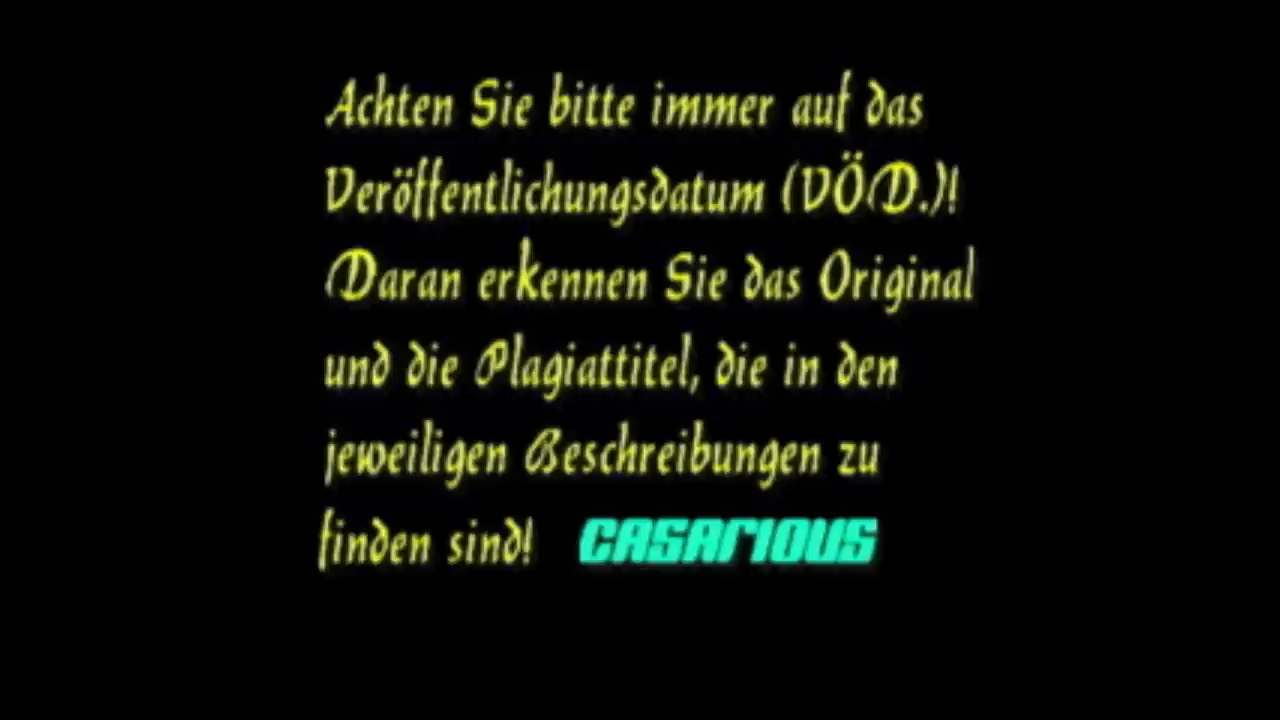 Achten Sie bitte immer auf das
Veröffentlichungsdatum (VÖD.)!
Daran erkennen Sie das Original
und die Plagiattitel, die in den
jeweiligen Beschreibungen zu
finden sind! CASARIOUS